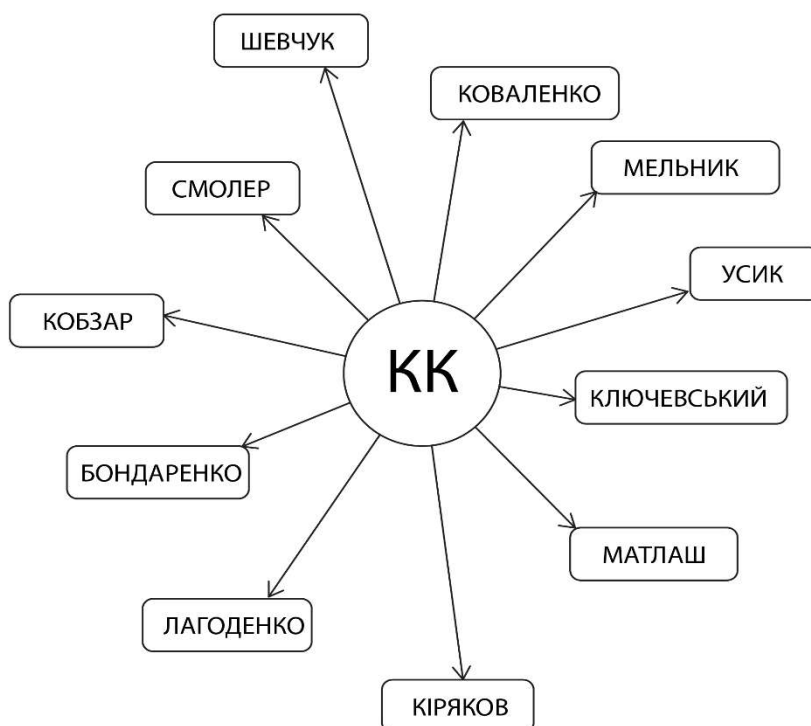 ШЕВЧУК
КОВАЛЕНКО
МЕЛЬНИК
СМОЛЕР
УСИК
КОБЗАР
КК
КЛЮЧЕВСЬКИЙ
БОНДАРЕНКО
МАТЛАШ
ЛАГОДЕНКО
КІРЯКОВ